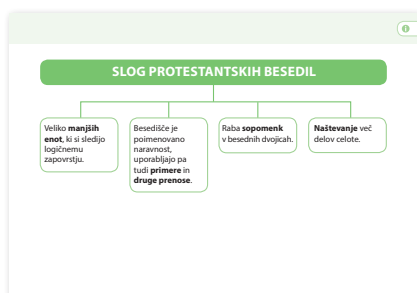 SLOG PROTESTANTSKIH BESEDIL
Veliko manjših
enot, ki si sledijo
logičnemu
zapovrstju.
Besedišče je
poimenovano
naravnost,
uporabljajo pa
tudi primere in
druge prenose.
Raba sopomenk
v besednih dvojicah.
Naštevanje več
delov celote.